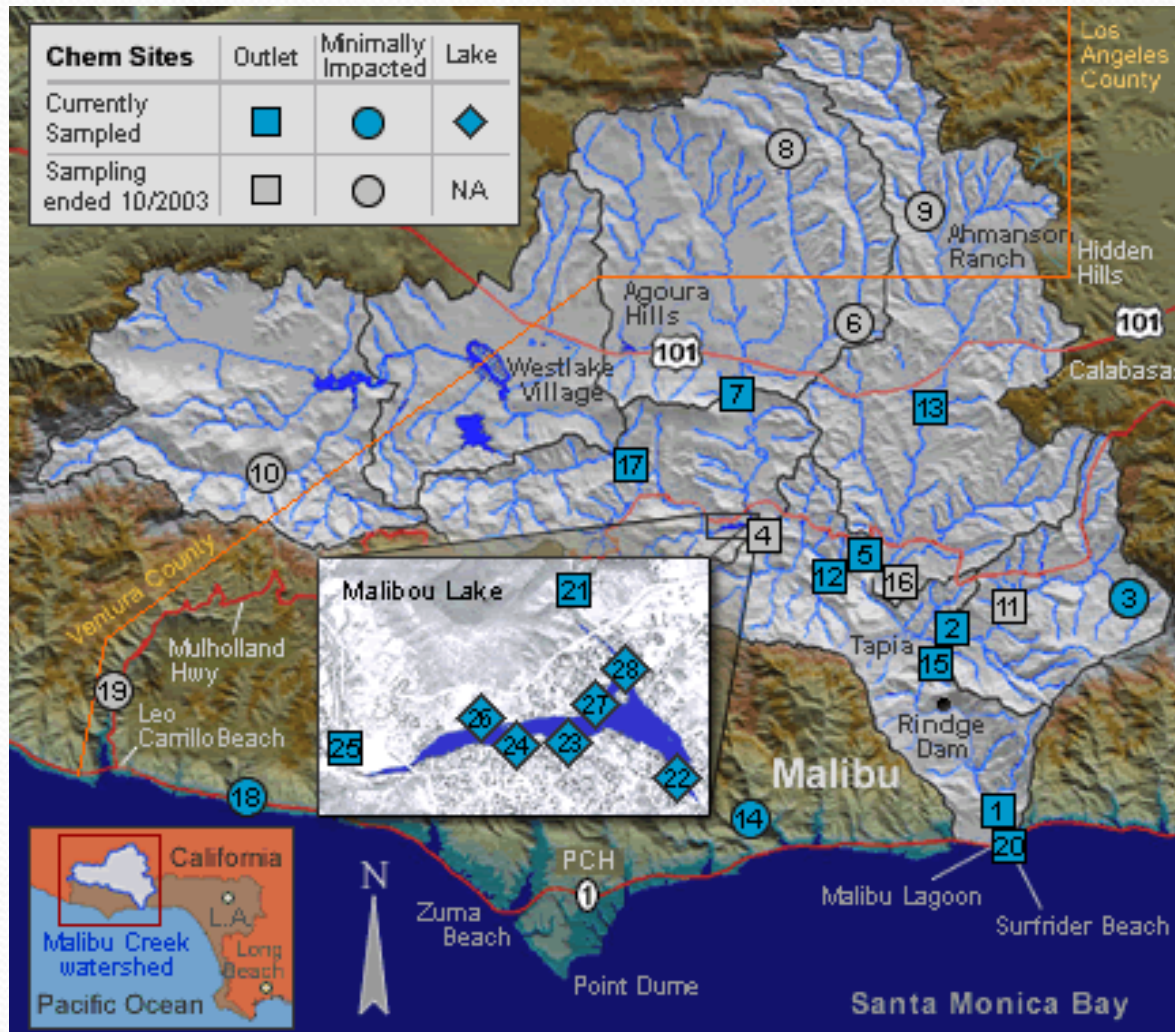 Chem Sites
Outlet
Minimally
Impacted
Lake
Currently
Sampled
Sampling
ended 10/2003
NA
Los
Angeles
County
8
9
Ahmanson
Ranch
Hidden
Hills
Agoura
Hills
6
101
101
Westlake
Village
Calabasas
7
13
10
17
4
5
12
16
11
3
2
Tapia
15
Ventura County
Mulholland
Hwy
Malibou Lake
21
28
27
26
24
23
25
22
19
Leo
Carrillo Beach
Rindge
Dam
Malibu
18
14
1
20
PCH
1
Malibu Lagoon
Surfrider Beach
Zuma
Beach
Point Dume
N
California
L.A.
Long
Beach
Malibu Creek
watershed
Pacific Ocean
Santa Monica Bay